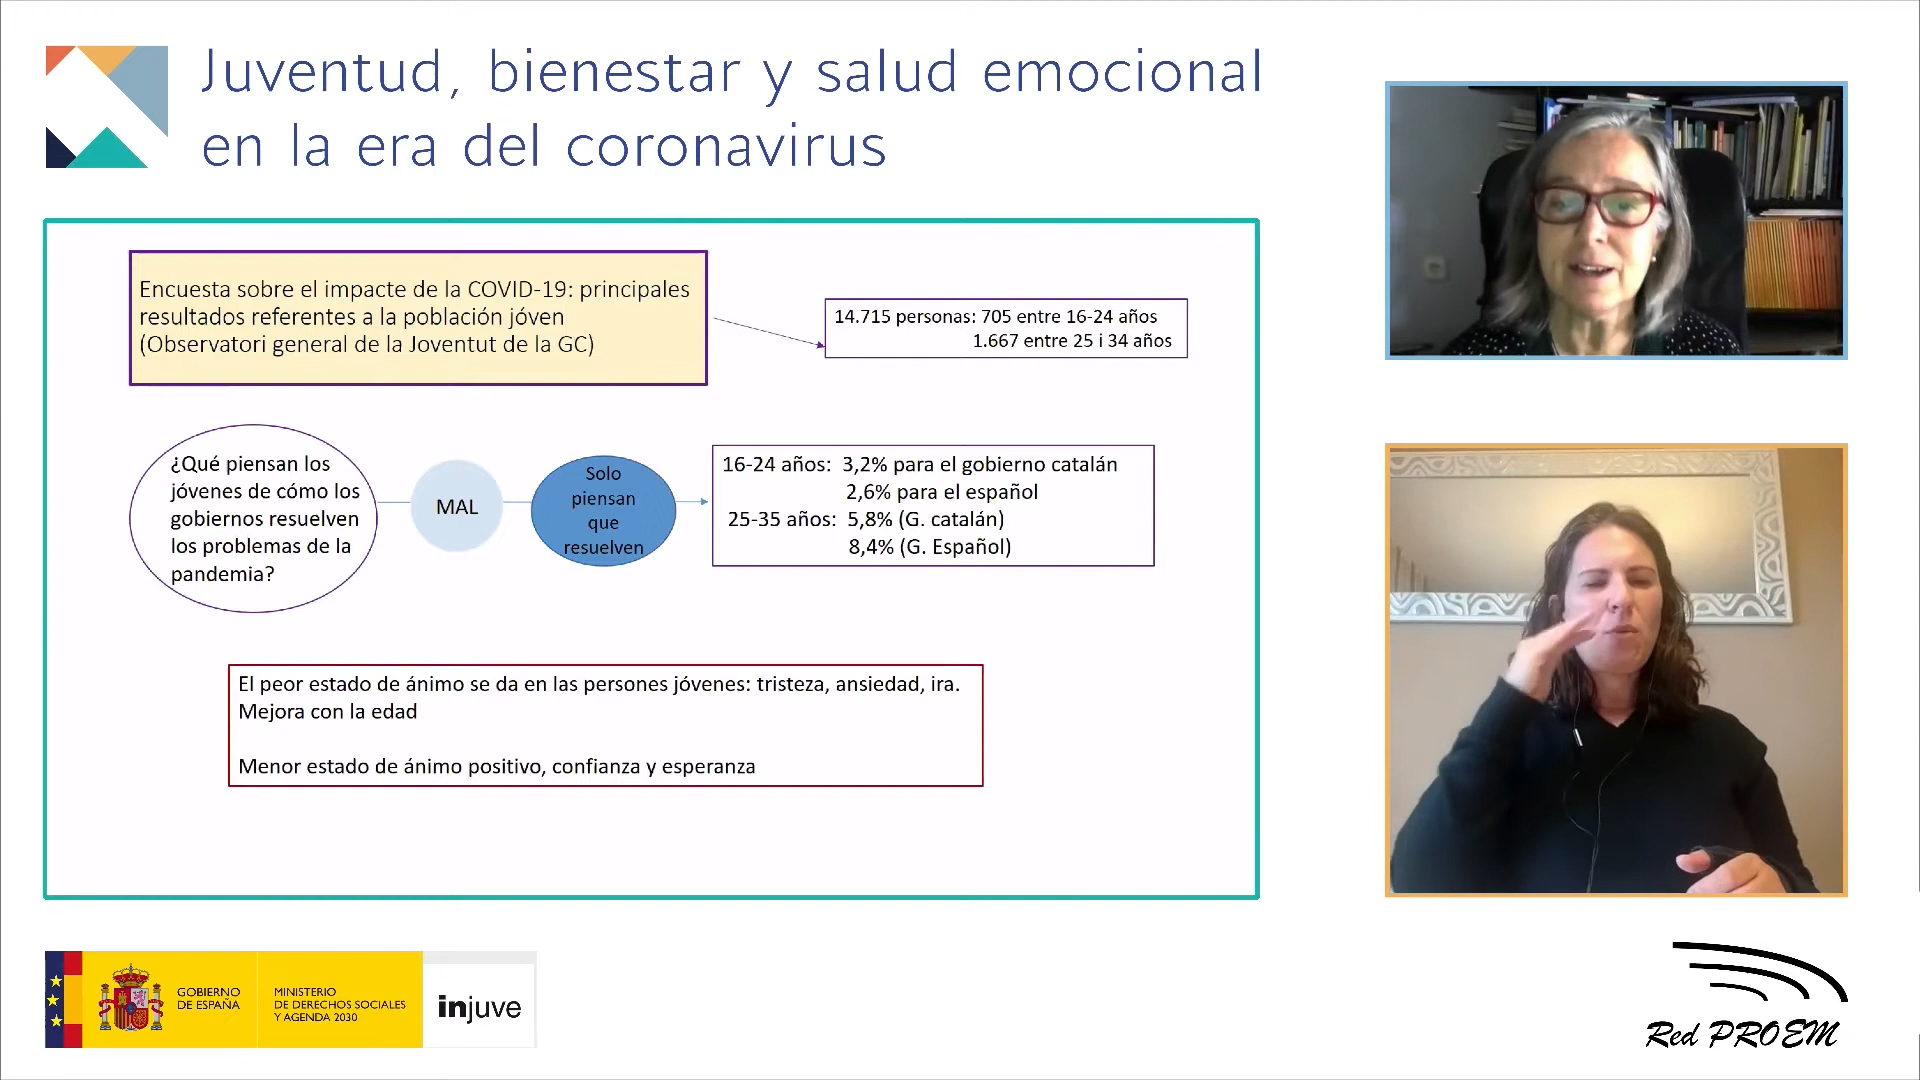 Juventud, bienestar y salud emocional
en la era del coronavirus
Encuesta sobre el impacte de la COVID-19: principales
resultados referentes a la población jóven
(Observatori general de la Joventut de la GC)
14.715 personas: 705 entre 16-24 años
1.667 entre 25 i 34 años
¿Qué piensan los
jóvenes de cómo los
gobiernos resuelven
los problemas de la
pandemia?
MAL
Solo
piensan
que
resuelven
16-24 años: 3,2% para el gobierno catalán
2,6% para el español
25-35 años: 5,8% (G. catalán)
8,4% (G. Español)
El peor estado de ánimo se da en las persones jóvenes: tristeza, ansiedad, ira.
Mejora con la edad
Menor estado de ánimo positivo, confianza y esperanza
GOBIERNO
DE ESPAÑA
MINISTERIO
DE DERECHOS SOCIALES
Y AGENDA 2030
injuve
Red PROEM